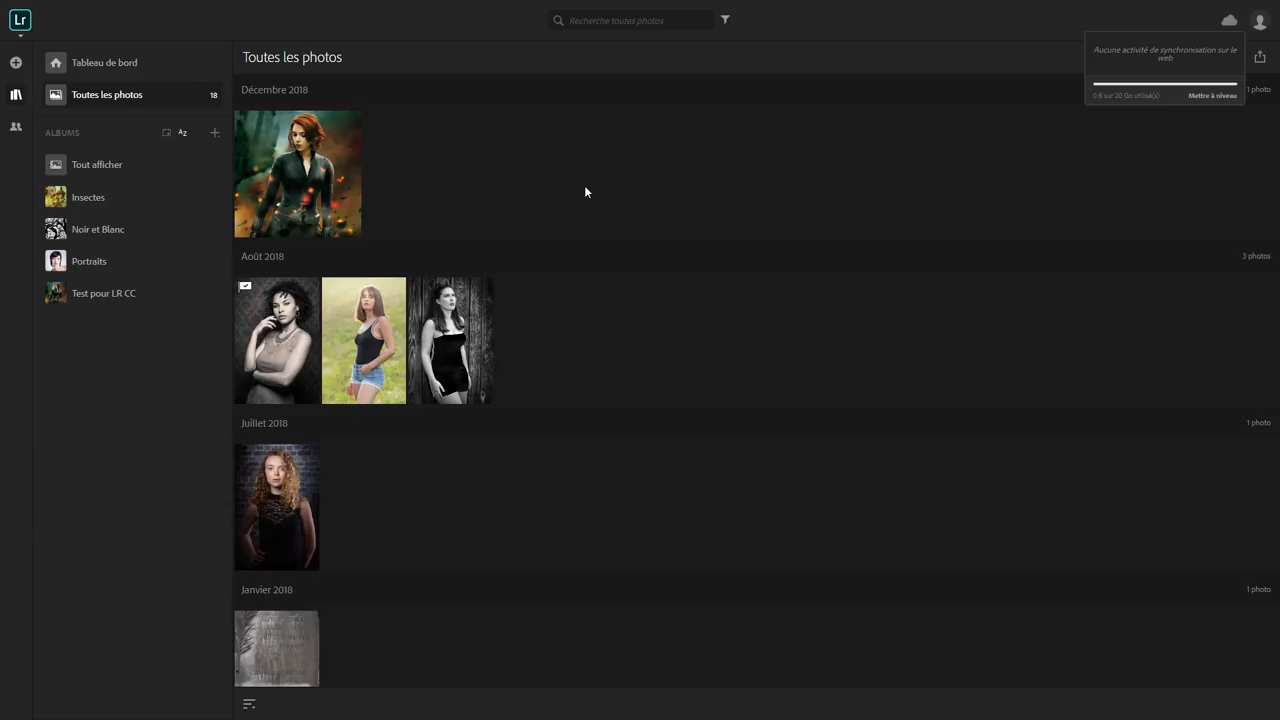 Lr
Recherche toutes photos
Aucune activité de synchronisation sur le
web
0 B sur 20 Go utilisé(s)
Mettre à niveau
Tableau de bord
Toutes les photos
18
ALBUMS
AZ
Tout afficher
Insectes
Noir et Blanc
Portraits
Test pour LR CC
Toutes les photos
Décembre 2018
1 photo
Août 2018
3 photos
Juillet 2018
1 photo
Janvier 2018
1 photo